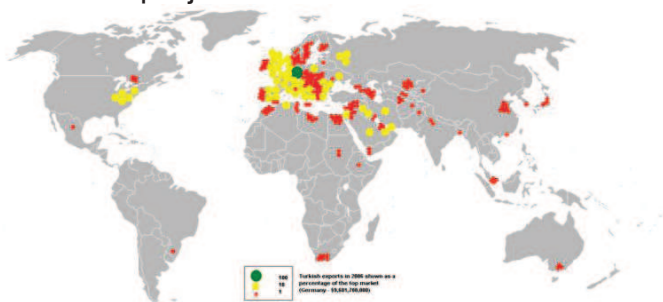 100
10
1
Turkish exports in 2006 shown as a
percentage of the top market
(Germany -